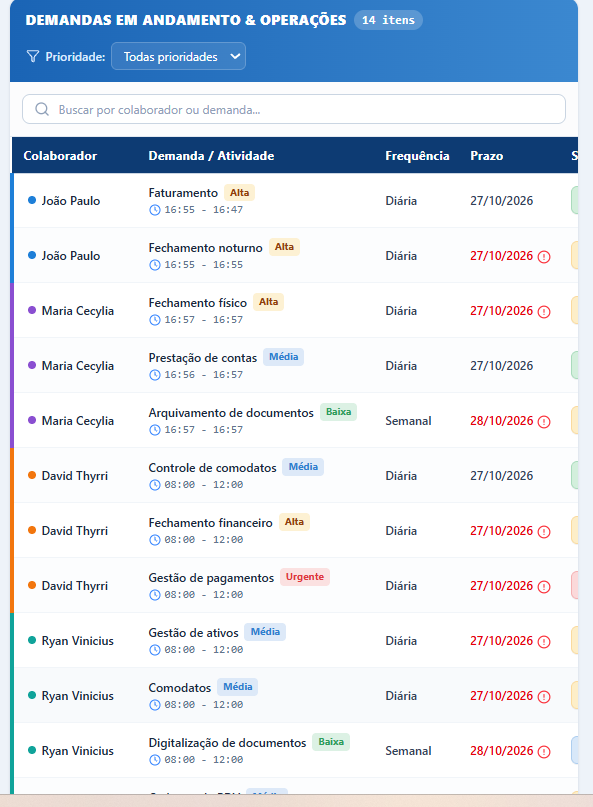 DEMANDAS EM ANDAMENTO & OPERAÇÕES 14 itens
Prioridade: Todas prioridades
Buscar por colaborador ou demanda...
Colaborador Demanda / Atividade Frequência Prazo S
João Paulo Faturamento Alta Diária 27/10/2026
16:55 - 16:47
João Paulo Fechamento noturno Alta Diária 27/10/2026
16:55 - 16:55
Maria Cecylia Fechamento físico Alta Diária 27/10/2026
16:57 - 16:57
Maria Cecylia Prestação de contas Média Diária 27/10/2026
16:56 - 16:57
Maria Cecylia Arquivamento de documentos Baixa Semanal 28/10/2026
16:57 - 16:57
David Thyrri Controle de comodatos Média Diária 27/10/2026
08:00 - 12:00
David Thyrri Fechamento financeiro Alta Diária 27/10/2026
08:00 - 12:00
David Thyrri Gestão de pagamentos Urgente Diária 27/10/2026
08:00 - 12:00
Ryan Vinicius Gestão de ativos Média Diária 27/10/2026
08:00 - 12:00
Ryan Vinicius Comodatos Média Diária 27/10/2026
08:00 - 12:00
Ryan Vinicius Digitalização de documentos Baixa Semanal 28/10/2026
08:00 - 12:00